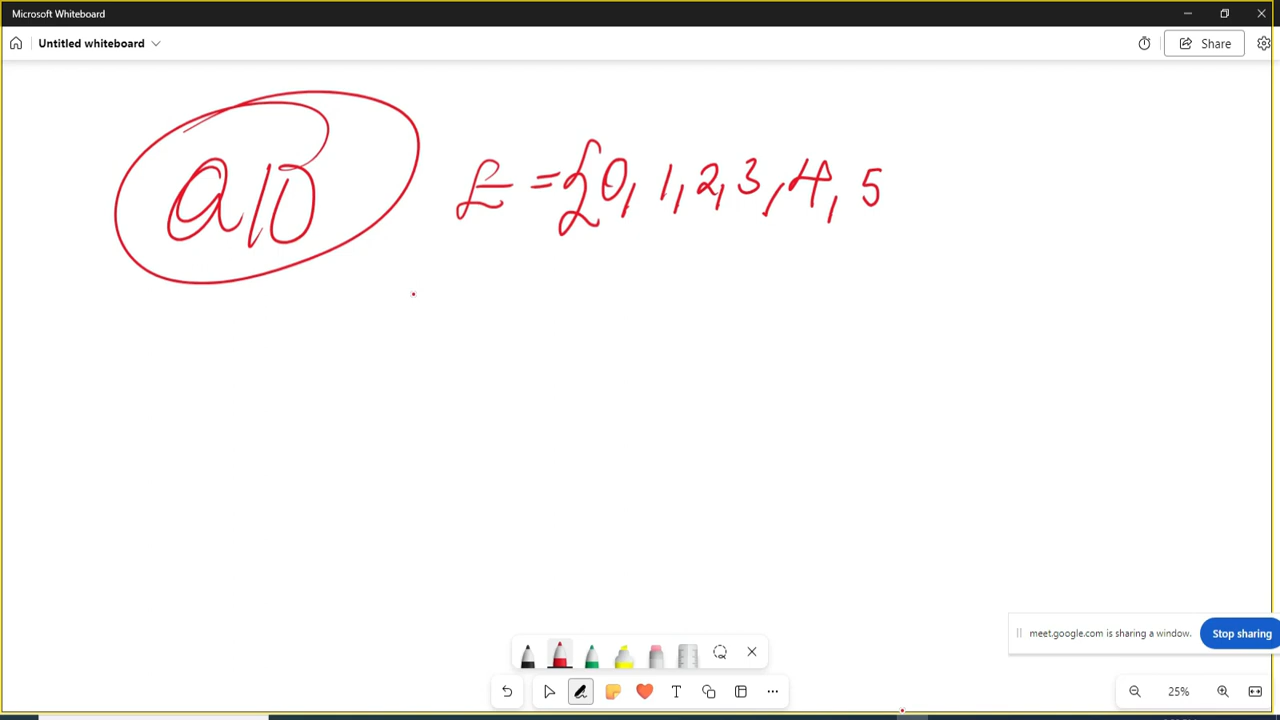 Microsoft Whiteboard
Untitled whiteboard
Share
= {0, 1, 2, 3, 4, 5
meet.google.com is sharing a window.
Stop sharing
25%